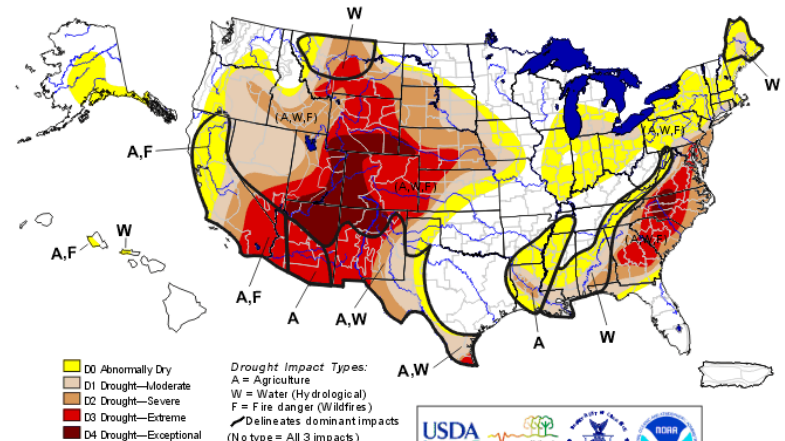 W
W
(A,W,F)
(A,W,F)
A,F
(A,W,F)
(A,W,F)
W
A,F
A,F
A
A,W
A
W
A,W
D0 Abnormally Dry
D1 Drought—Moderate
D2 Drought—Severe
D3 Drought—Extreme
D4 Drought—Exceptional
Drought Impact Types:
A = Agriculture
W = Water (Hydrological)
F = Fire danger (Wildfires)
Delineates dominant impacts
(No type = All 3 impacts)
USDA
NOAA